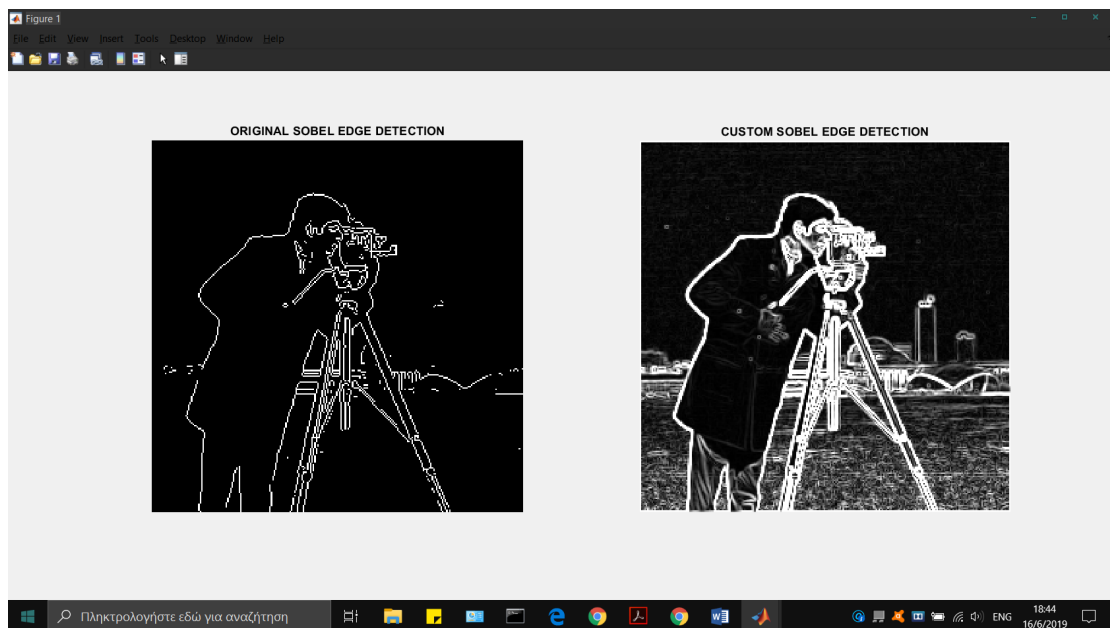 Figure 1
File Edit View Insert Tools Desktop Window Help
ORIGINAL SOBEL EDGE DETECTION
CUSTOM SOBEL EDGE DETECTION
Πληκτρολογήστε εδώ για αναζήτηση
ENG
18:44
16/6/2019